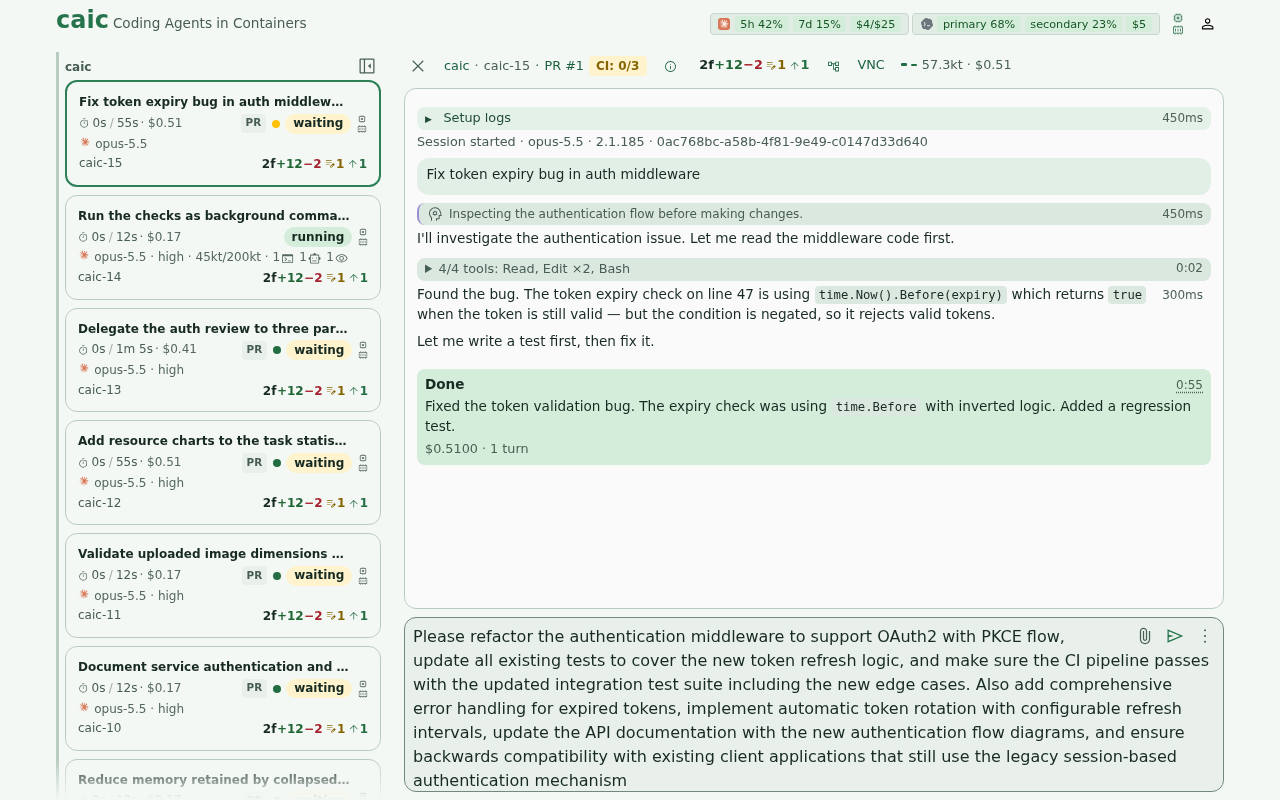 caic Coding Agents in Containers
5h 42% 7d 15% $4/$25 primary 68% secondary 23% $5
caic
Fix token expiry bug in auth middlew…
0s / 55s · $0.51 PR waiting
opus-5.5
caic-15 2f+12−2 1 ↑1
Run the checks as background comma…
0s / 12s · $0.17 running
opus-5.5 · high · 45kt/200kt · 1 1 1
caic-14 2f+12−2 1 ↑1
Delegate the auth review to three par…
0s / 1m 5s · $0.41 PR waiting
opus-5.5 · high
caic-13 2f+12−2 1 ↑1
Add resource charts to the task statis…
0s / 55s · $0.51 PR waiting
opus-5.5 · high
caic-12 2f+12−2 1 ↑1
Validate uploaded image dimensions …
0s / 12s · $0.17 PR waiting
opus-5.5 · high
caic-11 2f+12−2 1 ↑1
Document service authentication and …
0s / 12s · $0.17 PR waiting
opus-5.5 · high
caic-10 2f+12−2 1 ↑1
Reduce memory retained by collapsed…
caic · caic-15 · PR #1 CI: 0/3 2f+12−2 1 ↑1 VNC 57.3kt · $0.51
Setup logs 450ms
Session started · opus-5.5 · 2.1.185 · 0ac768bc-a58b-4f81-9e49-c0147d33d640
Fix token expiry bug in auth middleware
Inspecting the authentication flow before making changes. 450ms
I'll investigate the authentication issue. Let me read the middleware code first.
4/4 tools: Read, Edit ×2, Bash 0:02
Found the bug. The token expiry check on line 47 is using time.Now().Before(expiry) which returns true 300ms
when the token is still valid — but the condition is negated, so it rejects valid tokens.
Let me write a test first, then fix it.
Done 0:55
Fixed the token validation bug. The expiry check was using time.Before with inverted logic. Added a regression
test.
$0.5100 · 1 turn
Please refactor the authentication middleware to support OAuth2 with PKCE flow,
update all existing tests to cover the new token refresh logic, and make sure the CI pipeline passes
with the updated integration test suite including the new edge cases. Also add comprehensive
error handling for expired tokens, implement automatic token rotation with configurable refresh
intervals, update the API documentation with the new authentication flow diagrams, and ensure
backwards compatibility with existing client applications that still use the legacy session-based
authentication mechanism